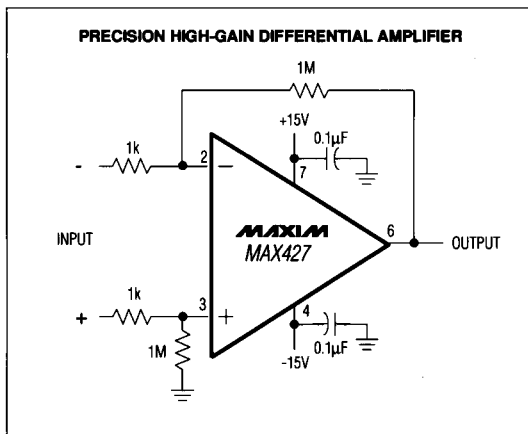 PRECISION HIGH-GAIN DIFFERENTIAL AMPLIFIER
1M
+15V
0.1µF
1k
2
7
-
−
INPUT
MAXIM
MAX427
6
OUTPUT
1k
3
4
+
+
1M
-15V
0.1µF